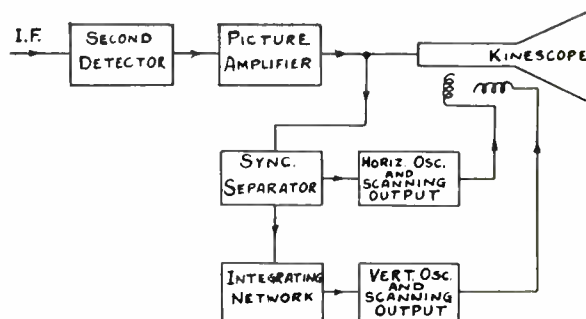 I.F.
SECOND
DETECTOR
PICTURE
AMPLIFIER
KINESCOPE
SYNC.
SEPARATOR
HORIZ. OSC.
AND
SCANNING
OUTPUT
INTEGRATING
NETWORK
VERT. OSC.
AND
SCANNING
OUTPUT